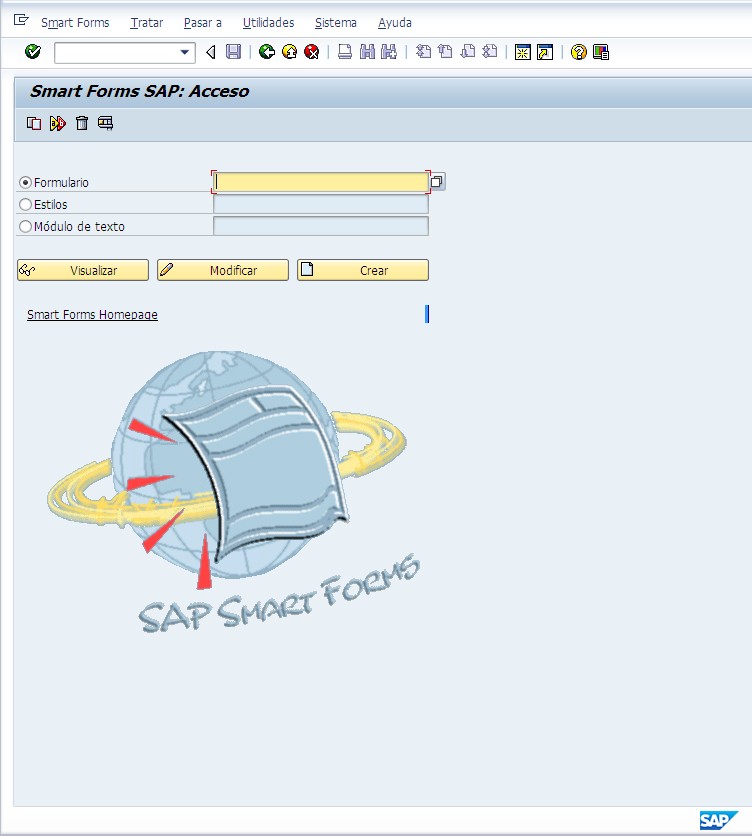 Smart Forms Tratar Pasar a Utilidades Sistema Ayuda
Smart Forms SAP: Acceso
Formulario
Estilos
Módulo de texto
Visualizar Modificar Crear
Smart Forms Homepage
SAP SMART FORMS
SAP